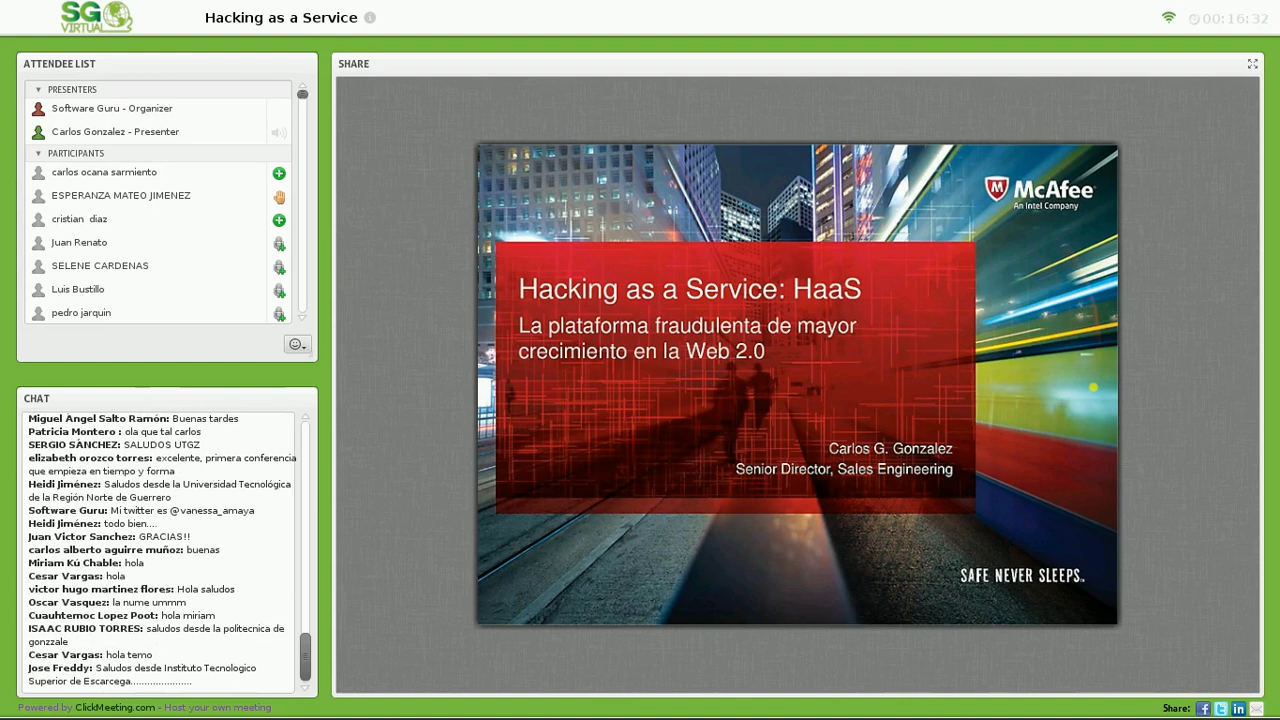 SG
VIRTUAL
Hacking as a Service
00:16:32
ATTENDEE LIST
PRESENTERS
Software Guru - Organizer
Carlos Gonzalez - Presenter
PARTICIPANTS
carlos ocana sarmiento
ESPERANZA MATEO JIMENEZ
cristian diaz
Juan Renato
SELENE CARDENAS
Luis Bustillo
pedro jarquin
CHAT
Miguel Ángel Salto Ramón: Buenas tardes
Patricia Montero : ola que tal carlos
SERGIO SÁNCHEZ: SALUDOS UTGZ
elizabeth orozco torres: excelente, primera conferencia
que empieza en tiempo y forma
Heidi Jiménez: Saludos desde la Universidad Tecnológica
de la Región Norte de Guerrero
Software Guru: Mi twitter es @vanessa_amaya
Heidi Jiménez: todo bien....
Juan Victor Sanchez: GRACIAS!!
carlos alberto aguirre muñoz: buenas
Miriam Kú Chable: hola
Cesar Vargas: hola
victor hugo martinez flores: Hola saludos
Oscar Vasquez: la nume ummm
Cuauhtemoc Lopez Poot: hola miriam
ISAAC RUBIO TORRES: saludos desde la politecnica de
gonzzale
Cesar Vargas: hola temo
Jose Freddy: Saludos desde Instituto Tecnologico
Superior de Escarcega.....................
SHARE
McAfee
An Intel Company
Hacking as a Service: HaaS
La plataforma fraudulenta de mayor
crecimiento en la Web 2.0
Carlos G. Gonzalez
Senior Director, Sales Engineering
SAFE NEVER SLEEPS.
Powered by ClickMeeting.com - Host your own meeting
Share: